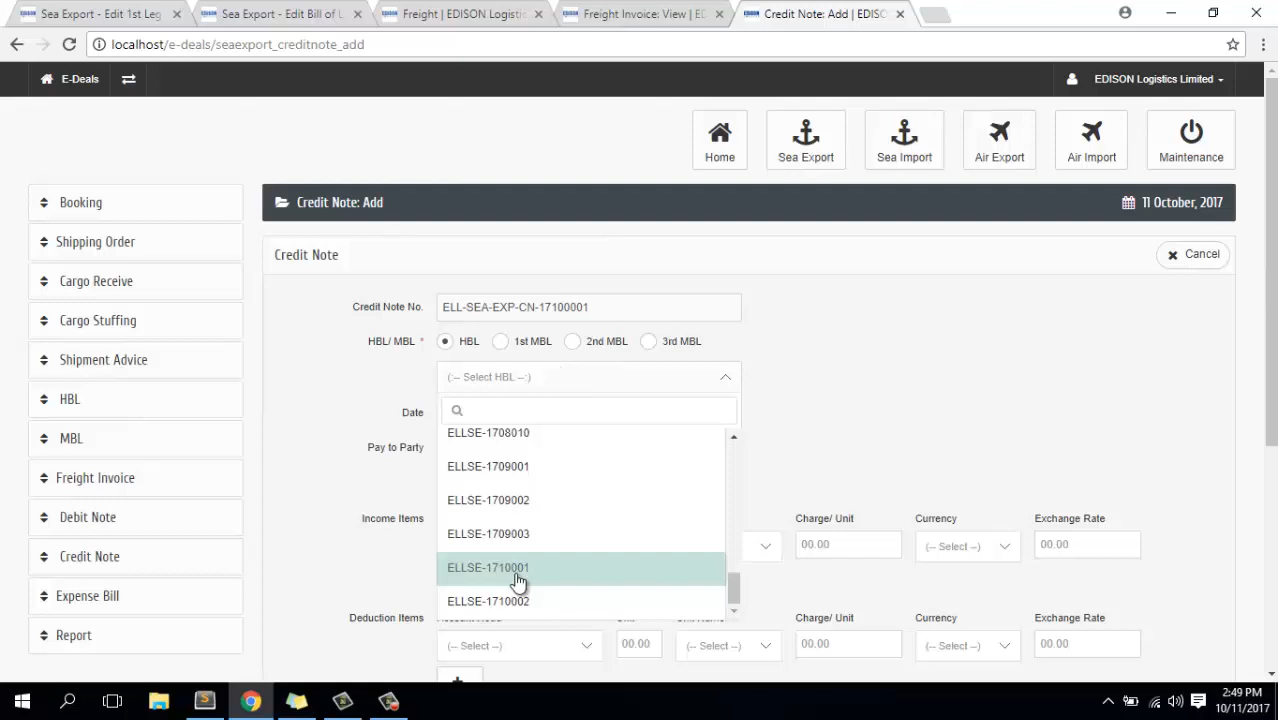 Sea Export - Edit 1st Leg
Sea Export - Edit Bill of L
Freight | EDISON Logistic
Freight Invoice: View | ED
Credit Note: Add | EDISO
localhost/e-deals/seaexport_creditnote_add
E-Deals
EDISON Logistics Limited
Home
Sea Export
Sea Import
Air Export
Air Import
Maintenance
Booking
Shipping Order
Cargo Receive
Cargo Stuffing
Shipment Advice
HBL
MBL
Freight Invoice
Debit Note
Credit Note
Expense Bill
Report
Credit Note: Add
11 October, 2017
Credit Note
Cancel
Credit Note No.
ELL-SEA-EXP-CN-17100001
HBL/ MBL *
HBL
1st MBL
2nd MBL
3rd MBL
(:-- Select HBL --:)
Date
Pay to Party
ELLSE-1708010
ELLSE-1709001
ELLSE-1709002
ELLSE-1709003
ELLSE-1710001
ELLSE-1710002
Income Items
Charge/ Unit
Currency
Exchange Rate
00.00
(-- Select --)
00.00
Deduction Items
Charge/ Unit
Currency
Exchange Rate
(-- Select --)
00.00
(-- Select --)
00.00
(-- Select --)
00.00
2:49 PM
10/11/2017